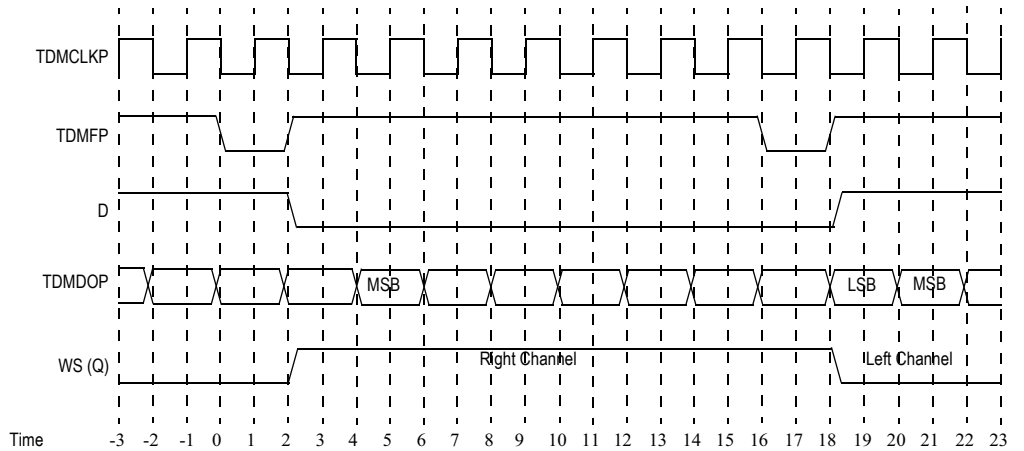 TDMCLKP
TDMFP
D
TDMDOP MSB LSB MSB
WS (Q) Right Channel Left Channel
Time -3 -2 -1 0 1 2 3 4 5 6 7 8 9 10 11 12 13 14 15 16 17 18 19 20 21 22 23